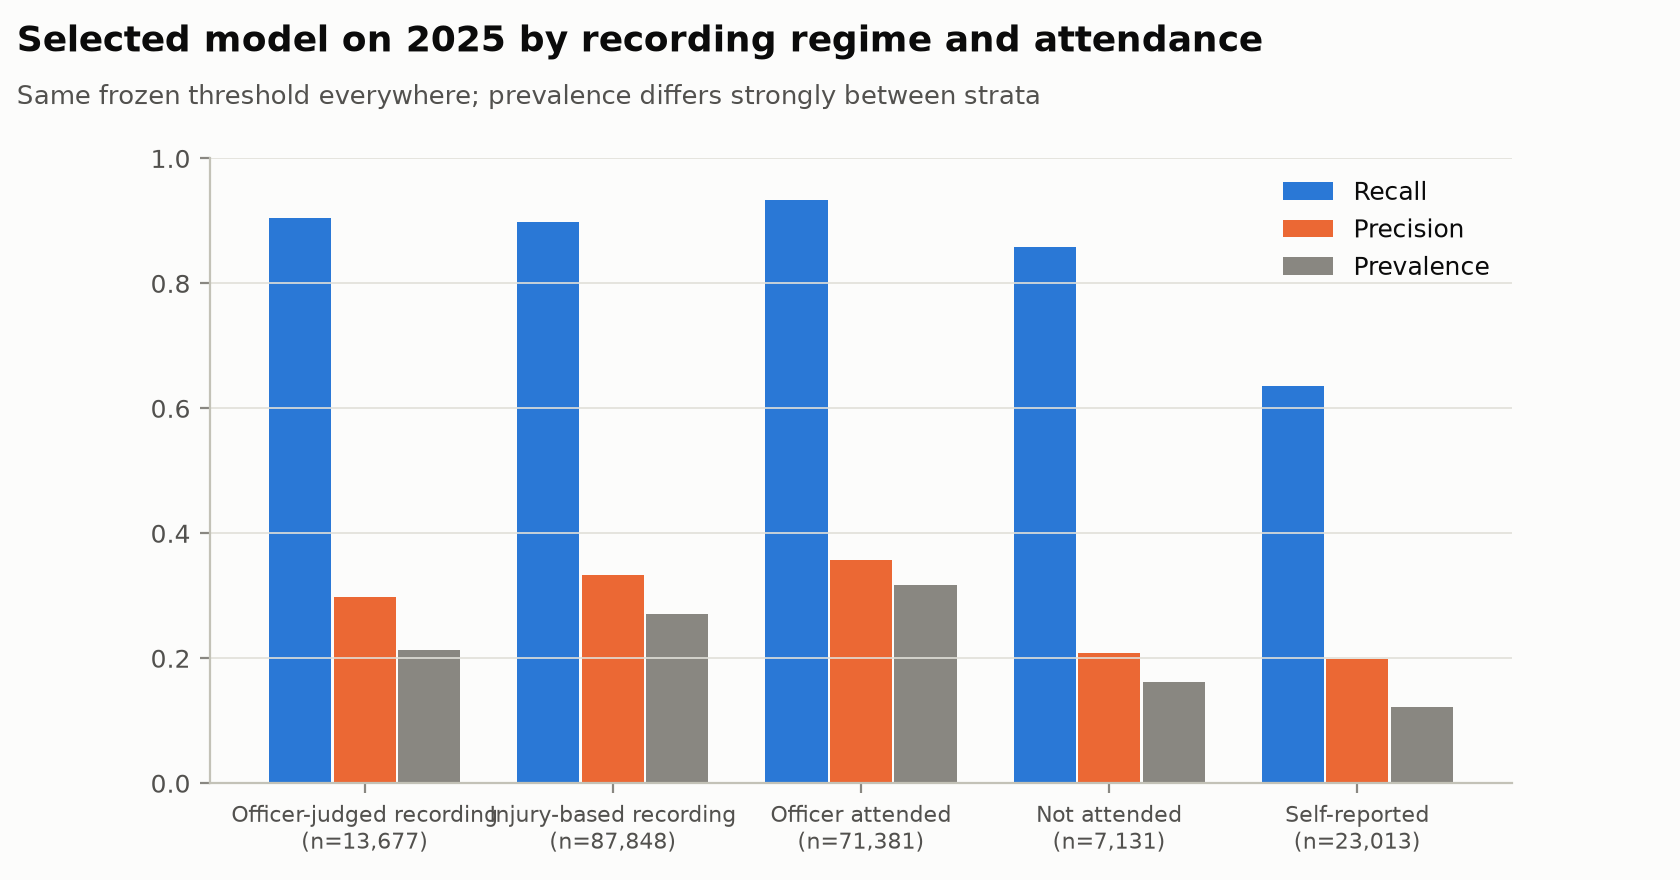 Selected model on 2025 by recording regime and attendance
Same frozen threshold everywhere; prevalence differs strongly between strata
1.0
0.8
0.6
0.4
0.2
0.0
Recall
Precision
Prevalence
Officer-judged recording
(n=13,677)
Injury-based recording
(n=87,848)
Officer attended
(n=71,381)
Not attended
(n=7,131)
Self-reported
(n=23,013)